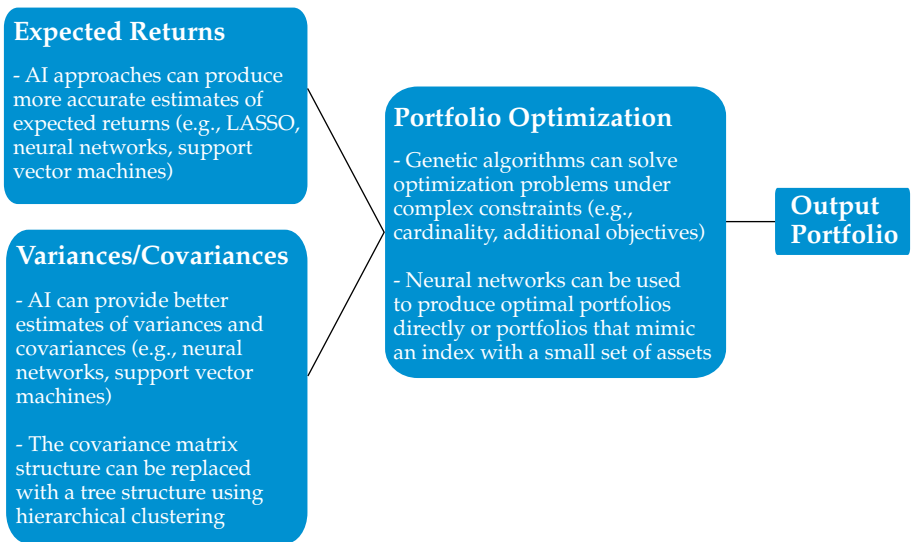 Expected Returns
- AI approaches can produce
more accurate estimates of
expected returns (e.g., LASSO,
neural networks, support
vector machines)
Variances/Covariances
- AI can provide better
estimates of variances and
covariances (e.g., neural
networks, support vector
machines)
- The covariance matrix
structure can be replaced
with a tree structure using
hierarchical clustering
Portfolio Optimization
- Genetic algorithms can solve
optimization problems under
complex constraints (e.g.,
cardinality, additional objectives)
- Neural networks can be used
to produce optimal portfolios
directly or portfolios that mimic
an index with a small set of assets
Output
Portfolio